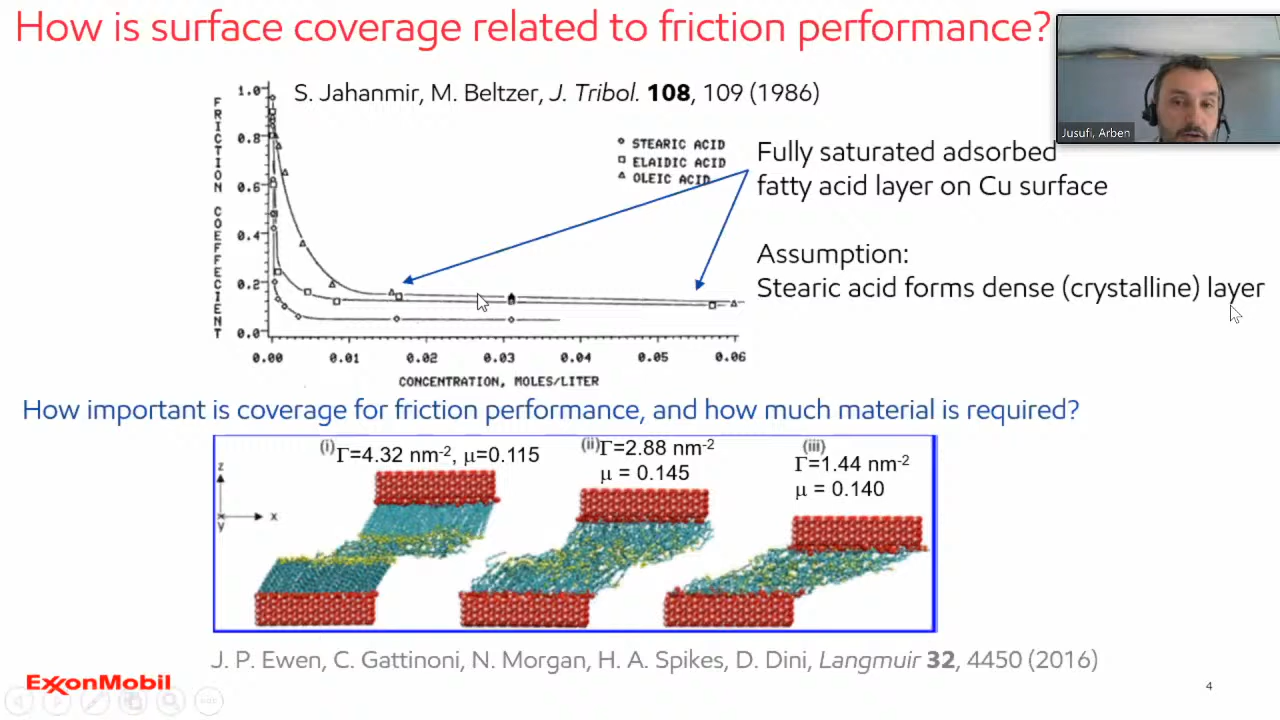 How is surface coverage related to friction performance?
Jusufi, Arben
S. Jahanmir, M. Beltzer, J. Tribol. 108, 109 (1986)
FRICTION COEFFECIENT
1.0
0.8
0.6
0.4
0.2
0.0
STEARIC ACID
ELAIDIC ACID
OLEIC ACID
0.00 0.01 0.02 0.03 0.04 0.05 0.06
CONCENTRATION, MOLES/LITER
Fully saturated adsorbed
fatty acid layer on Cu surface
Assumption:
Stearic acid forms dense (crystalline) layer
How important is coverage for friction performance, and how much material is required?
(i) Γ=4.32 nm-2, μ=0.115
(ii) Γ=2.88 nm-2
μ = 0.145
(iii)
Γ=1.44 nm-2
μ = 0.140
z
x
y
J. P. Ewen, C. Gattinoni, N. Morgan, H. A. Spikes, D. Dini, Langmuir 32, 4450 (2016)
ExxonMobil
4